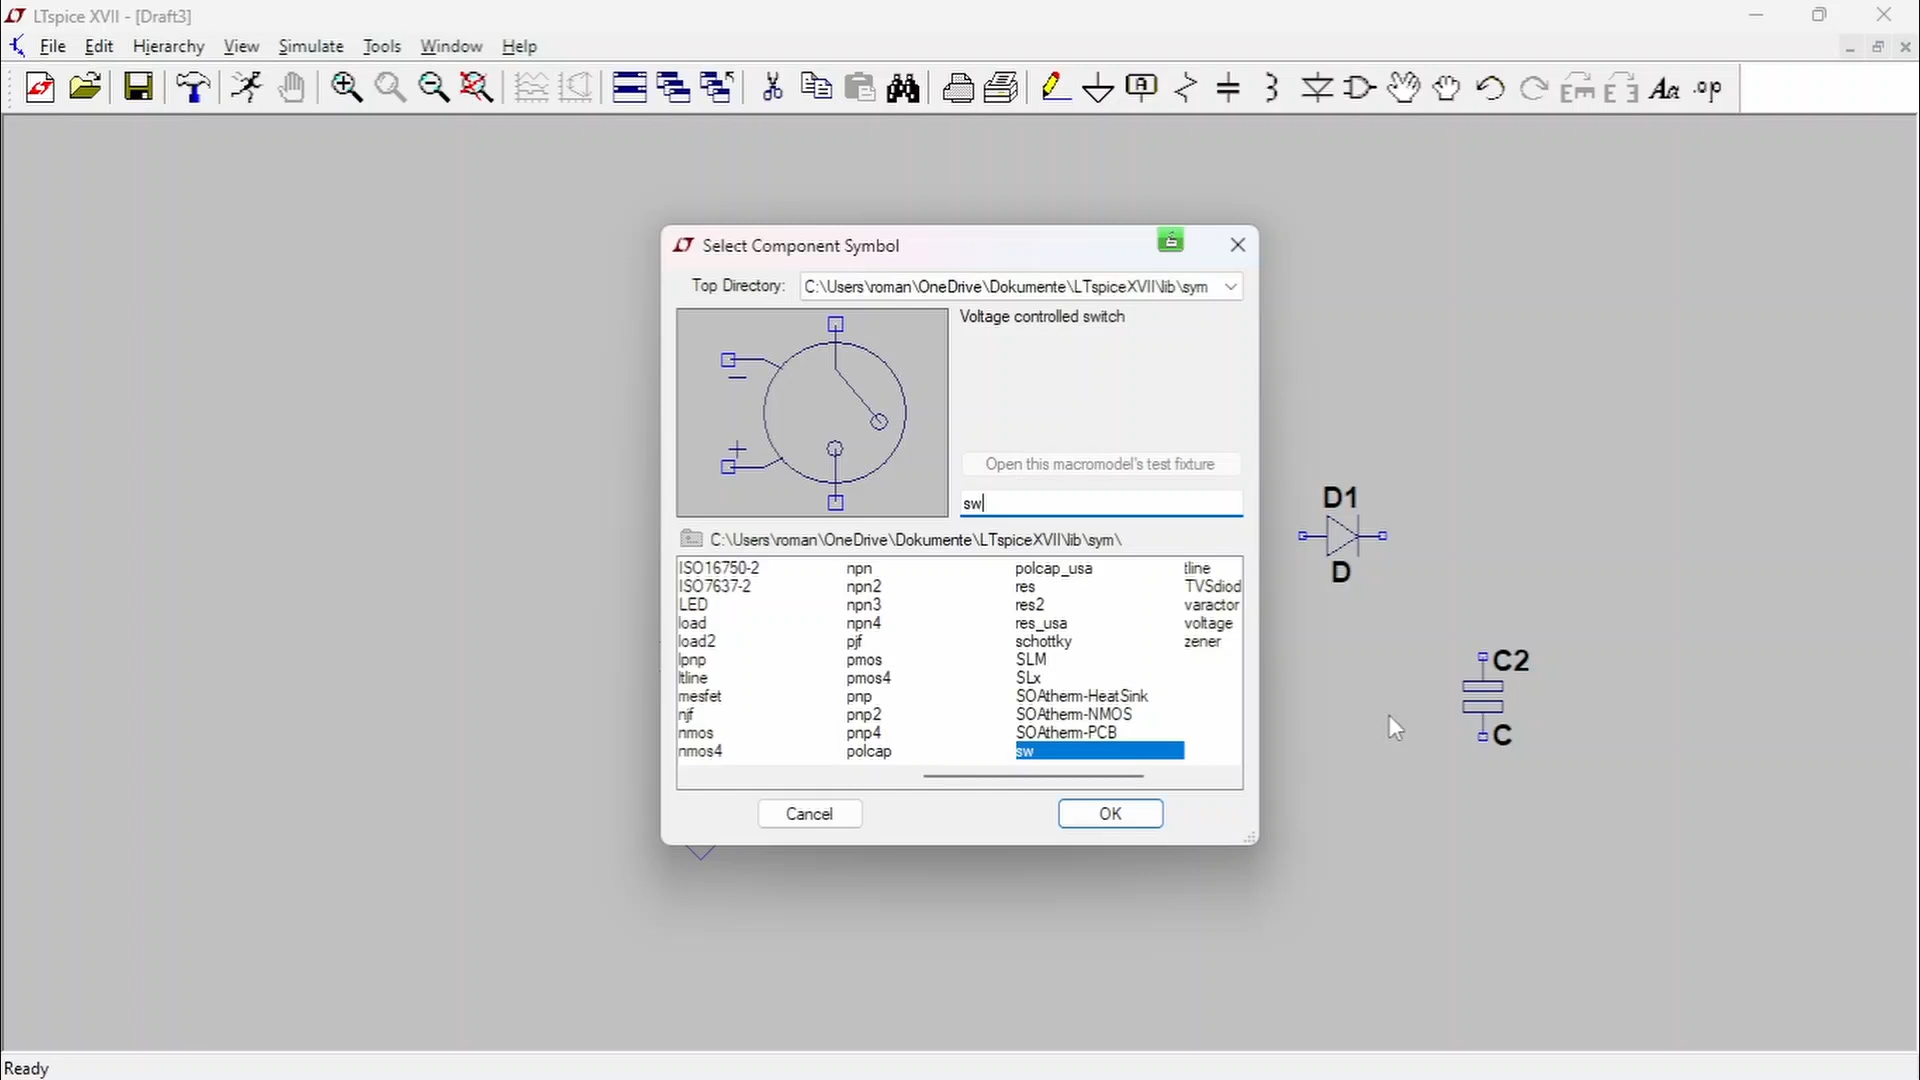 LTspice XVII - [Draft3]
File Edit Hierarchy View Simulate Tools Window Help
A Aa .op
Select Component Symbol
Top Directory: C:\Users\roman\OneDrive\Dokumente\LTspiceXVII\lib\sym
Voltage controlled switch
Open this macromodel's test fixture
sw
C:\Users\roman\OneDrive\Dokumente\LTspiceXVII\lib\sym\
ISO16750-2 npn polcap_usa tline
ISO7637-2 npn2 res TVSdiod
LED npn3 res2 varactor
load npn4 res_usa voltage
load2 pjf schottky zener
lpnp pmos SLM
ltline pmos4 SLx
mesfet pnp SOAtherm-HeatSink
njf pnp2 SOAtherm-NMOS
nmos pnp4 SOAtherm-PCB
nmos4 polcap sw
Cancel OK
D1
D
C2
C
Ready